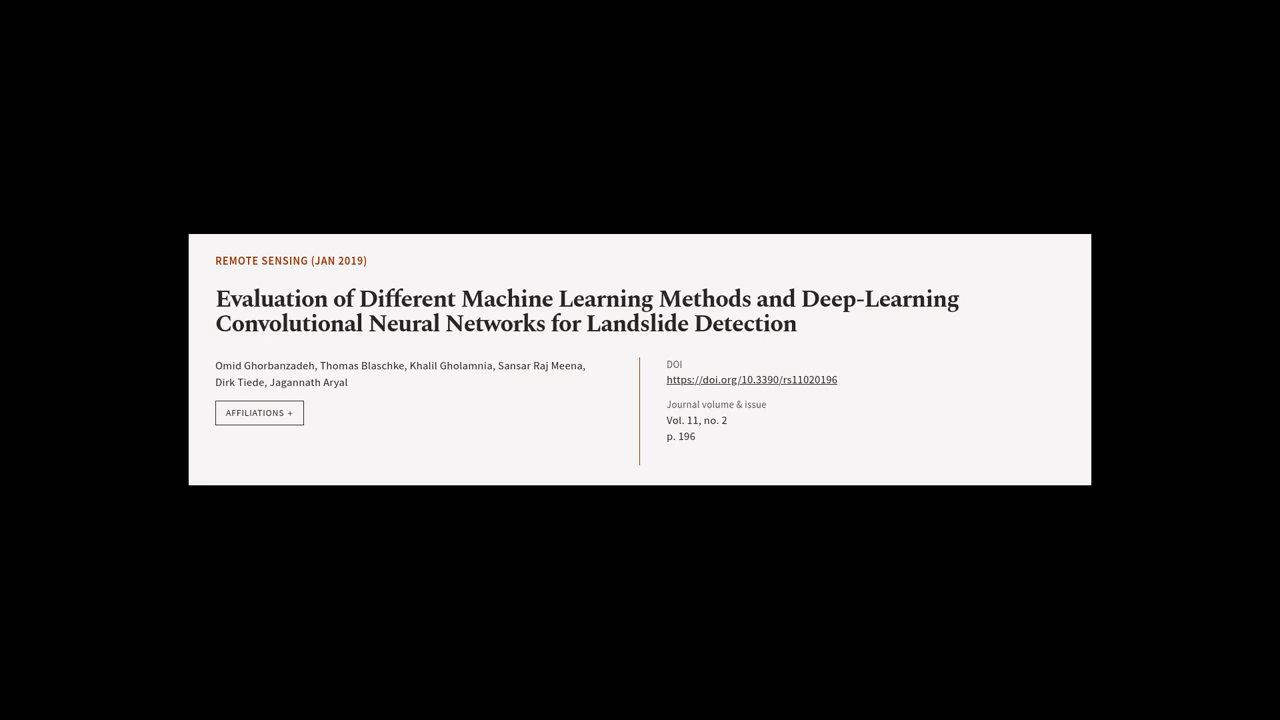 REMOTE SENSING (JAN 2019)
Evaluation of Different Machine Learning Methods and Deep-Learning
Convolutional Neural Networks for Landslide Detection
Omid Ghorbanzadeh, Thomas Blaschke, Khalil Gholamnia, Sansar Raj Meena,
Dirk Tiede, Jagannath Aryal
AFFILIATIONS +
DOI
https://doi.org/10.3390/rs11020196
Journal volume & issue
Vol. 11, no. 2
p. 196